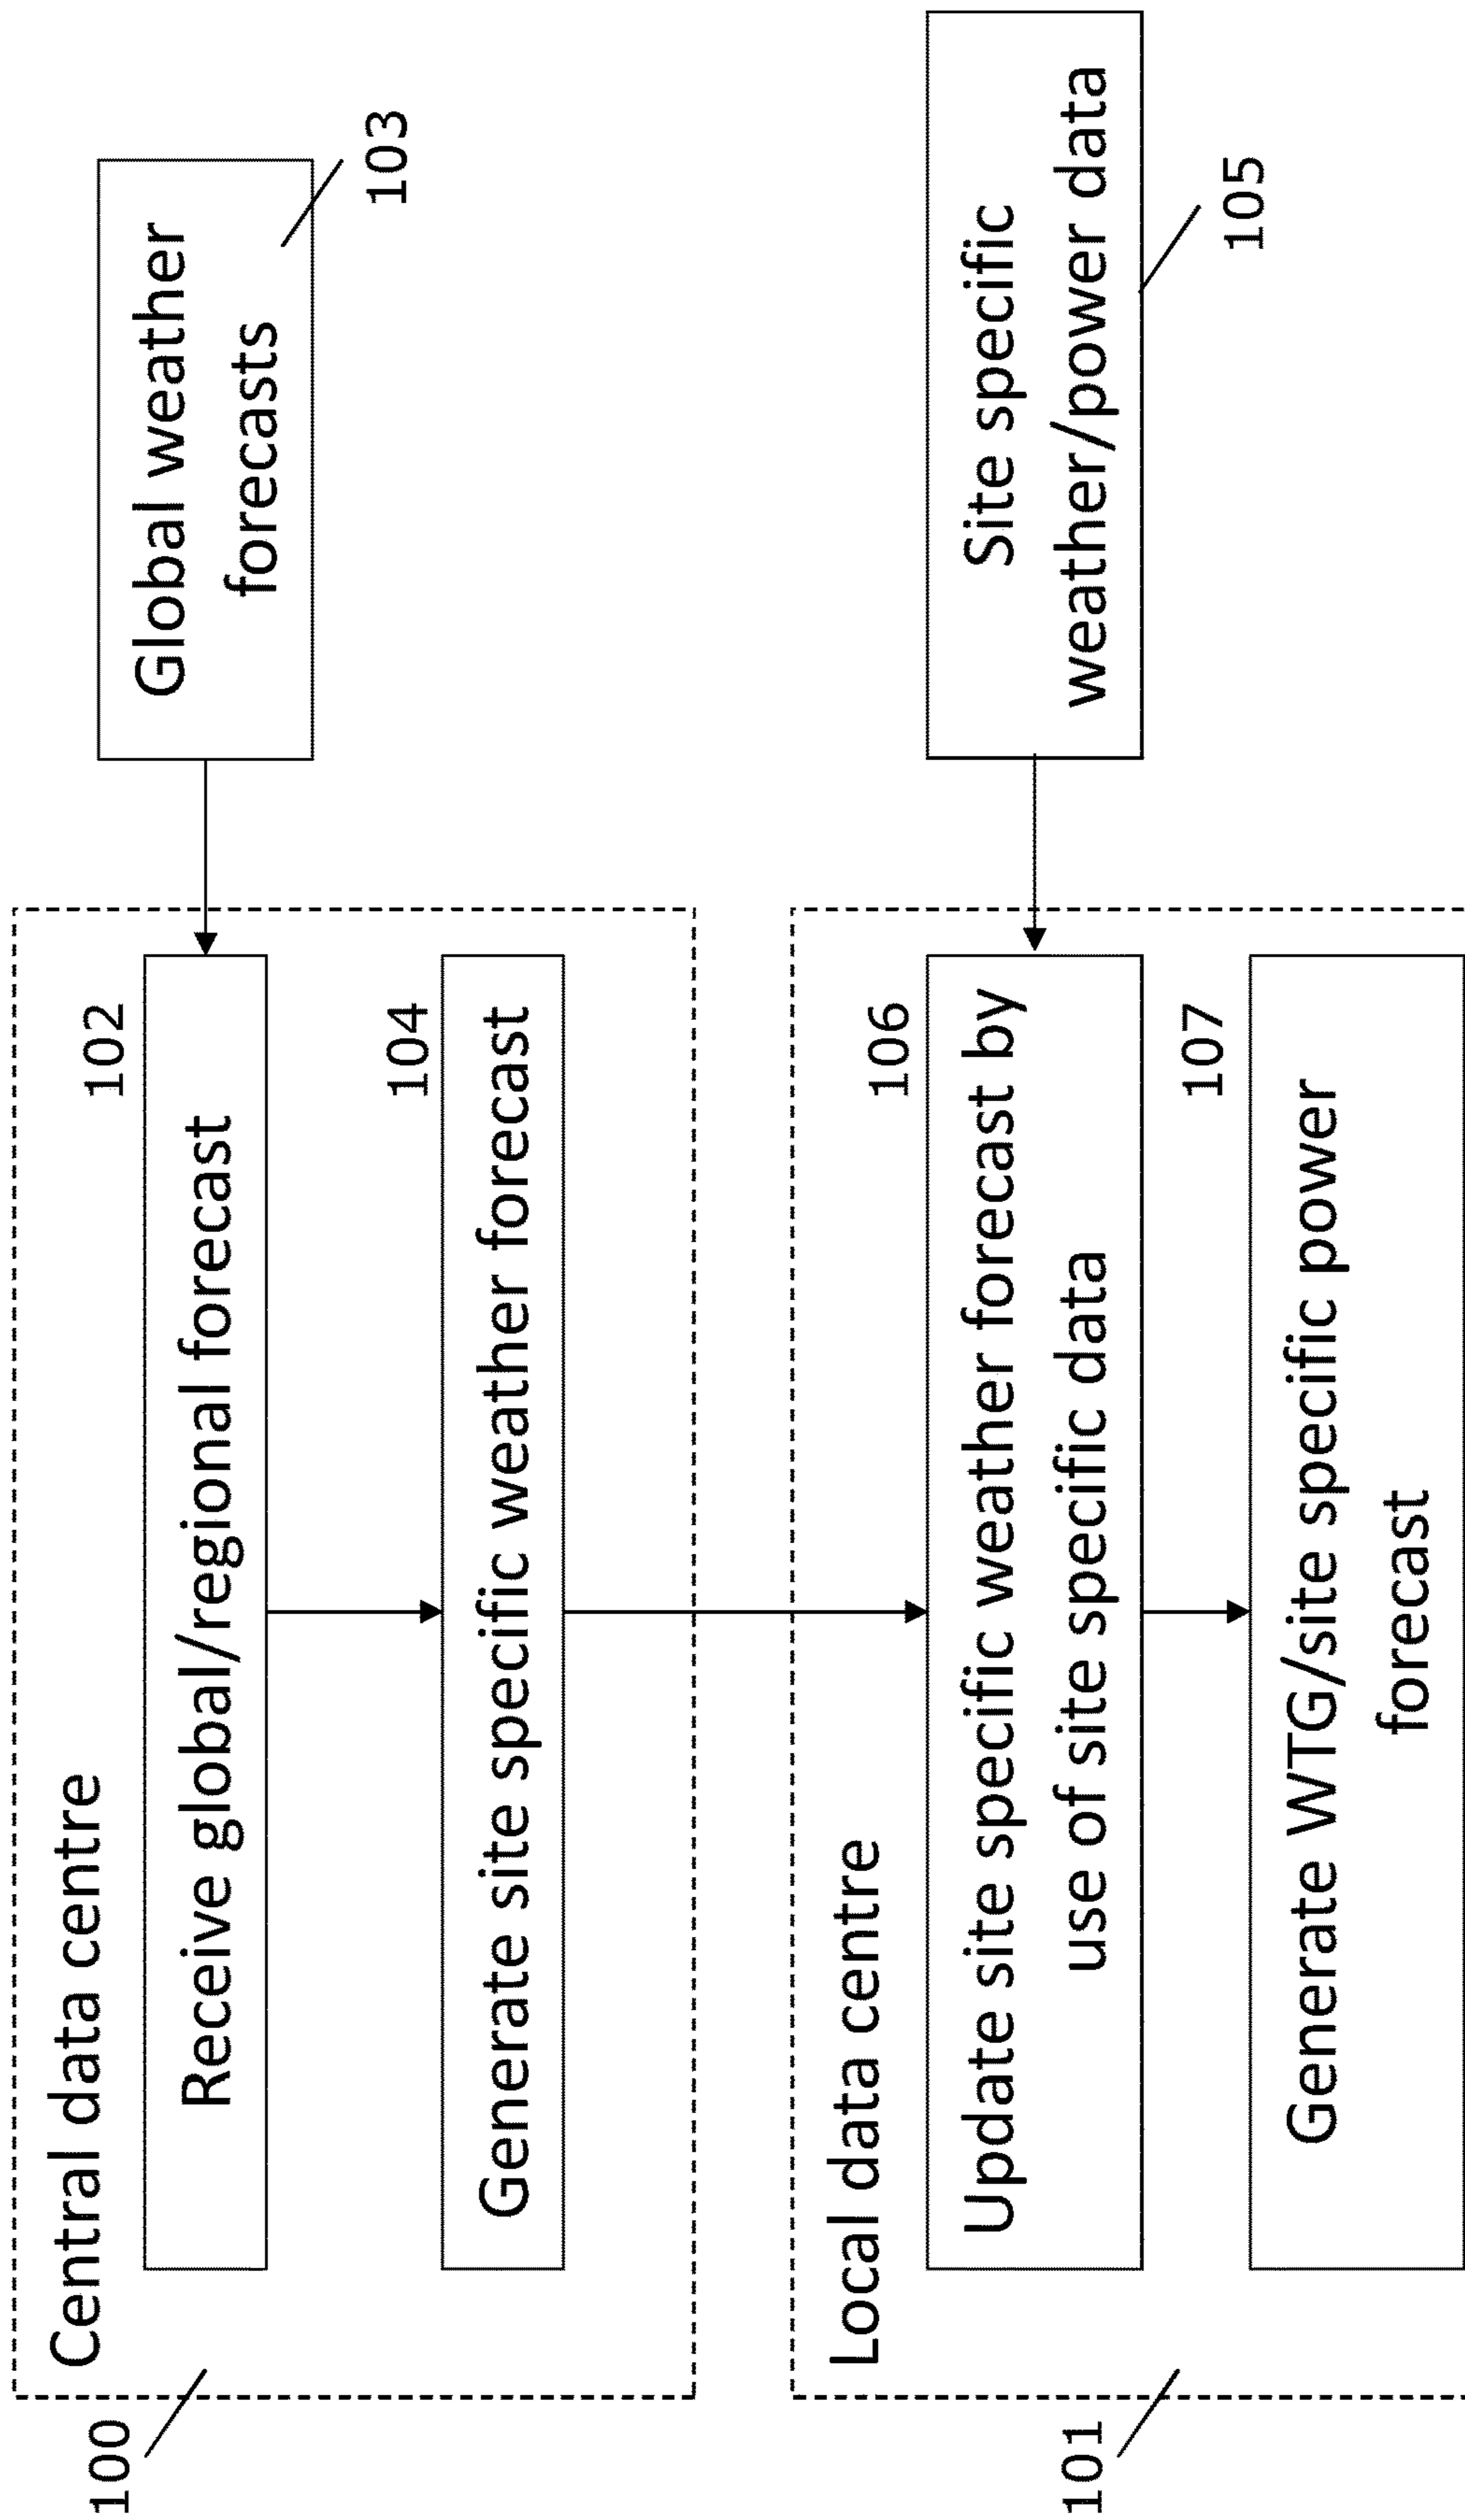 100
Central data centre
102
Receive global/regional forecast
Global weather
forecasts
103
104
Generate site specific weather forecast
101
Local data centre
106
Update site specific weather forecast by
use of site specific data
Site specific
weather/power data
105
107
Generate WTG/site specific power
forecast